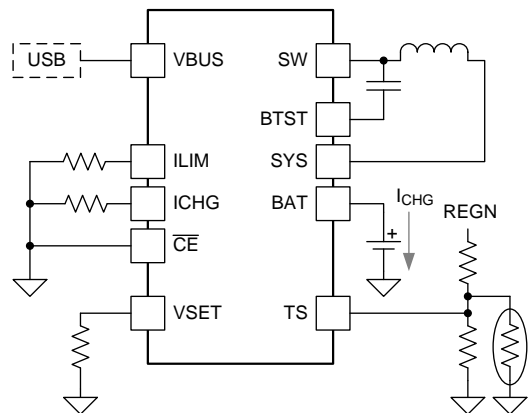 USB
VBUS
SW
BTST
ILIM
SYS
ICHG
BAT
ICHG
REGN
+
CE
VSET
TS